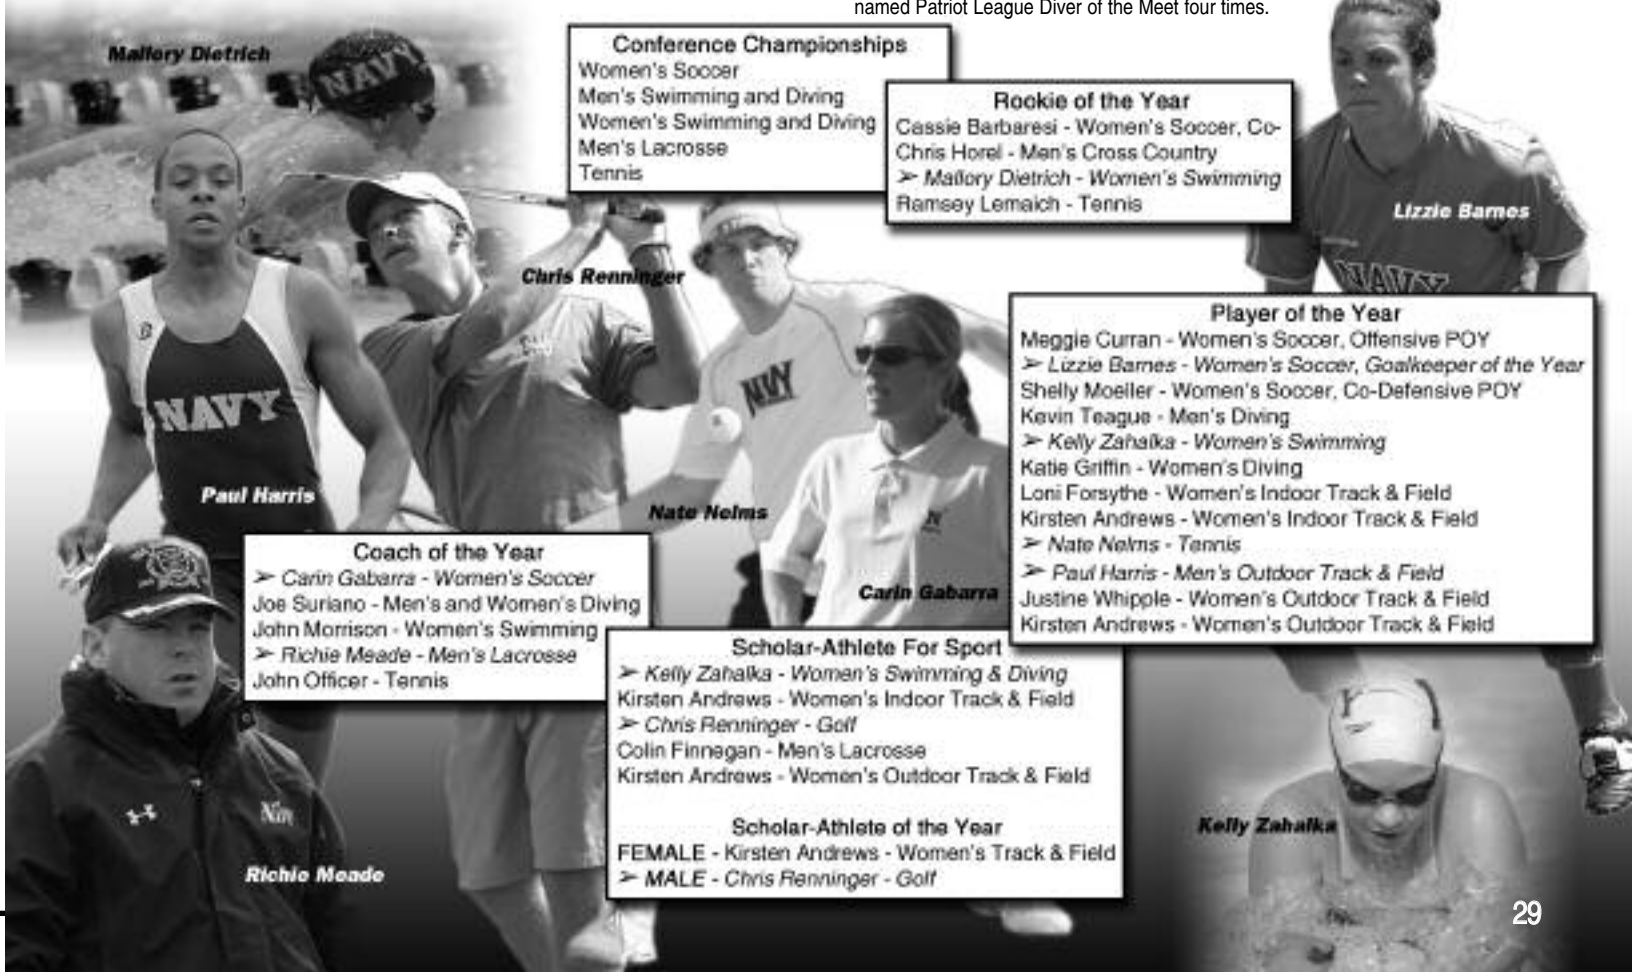 named Patriot League Diver of the Meet four times.
Mallory Dietrich
Conference Championships
Women's Soccer
Men's Swimming and Diving
Women's Swimming and Diving
Men's Lacrosse
Tennis
Rookie of the Year
Cassie Barbaresi - Women's Soccer, Co-
Chris Horel - Men's Cross Country
➢ Mallory Dietrich - Women's Swimming
Ramsey Lemaich - Tennis
Lizzie Barnes
NAVY
NAVY
Chris Renninger
NAVY
NAVY
Paul Harris
Nate Nelms
N
Carin Gabarra
Player of the Year
Meggie Curran - Women's Soccer, Offensive POY
➢ Lizzie Barnes - Women's Soccer, Goalkeeper of the Year
Shelly Moeller - Women's Soccer, Co-Defensive POY
Kevin Teague - Men's Diving
➢ Kelly Zahalka - Women's Swimming
Katie Griffin - Women's Diving
Loni Forsythe - Women's Indoor Track & Field
Kirsten Andrews - Women's Indoor Track & Field
➢ Nate Nelms - Tennis
➢ Paul Harris - Men's Outdoor Track & Field
Justine Whipple - Women's Outdoor Track & Field
Kirsten Andrews - Women's Outdoor Track & Field
Coach of the Year
➢ Carin Gabarra - Women's Soccer
Joe Suriano - Men's and Women's Diving
John Morrison - Women's Swimming
➢ Richie Meade - Men's Lacrosse
John Officer - Tennis
Scholar-Athlete For Sport
➢ Kelly Zahalka - Women's Swimming & Diving
Kirsten Andrews - Women's Indoor Track & Field
➢ Chris Renninger - Golf
Colin Finnegan - Men's Lacrosse
Kirsten Andrews - Women's Outdoor Track & Field
Scholar-Athlete of the Year
FEMALE - Kirsten Andrews - Women's Track & Field
➢ MALE - Chris Renninger - Golf
Navy
Richie Meade
Kelly Zahalka
29